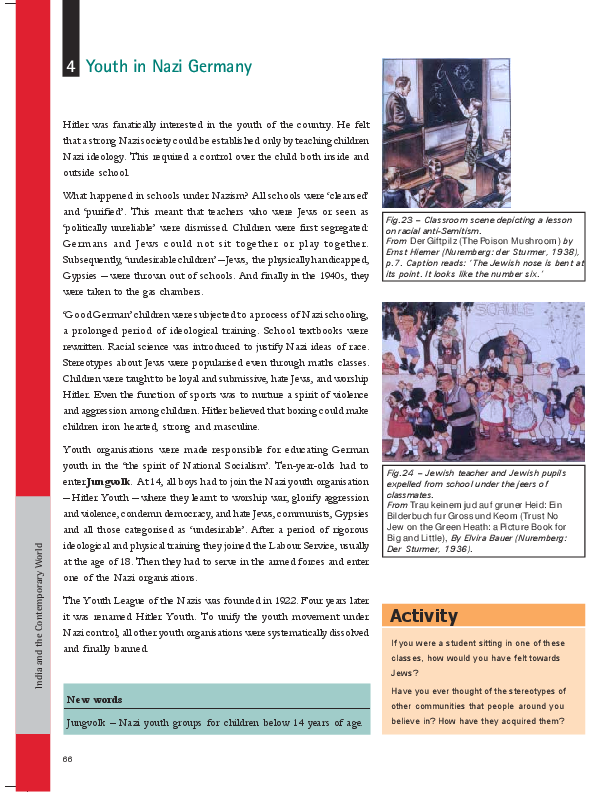 4 Youth in Nazi Germany
Hitler was fanatically interested in the youth of the country. He felt
that a strong Nazi society could be established only by teaching children
Nazi ideology. This required a control over the child both inside and
outside school.
What happened in schools under Nazism? All schools were ‘cleansed’
and ‘purified’. This meant that teachers who were Jews or seen as
‘politically unreliable’ were dismissed. Children were first segregated:
Germans and Jews could not sit together or play together.
Subsequently, ‘undesirable children’ – Jews, the physically handicapped,
Gypsies – were thrown out of schools. And finally in the 1940s, they
were taken to the gas chambers.
‘Good German’ children were subjected to a process of Nazi schooling,
a prolonged period of ideological training. School textbooks were
rewritten. Racial science was introduced to justify Nazi ideas of race.
Stereotypes about Jews were popularised even through maths classes.
Children were taught to be loyal and submissive, hate Jews, and worship
Hitler. Even the function of sports was to nurture a spirit of violence
and aggression among children. Hitler believed that boxing could make
children iron hearted, strong and masculine.
Youth organisations were made responsible for educating German
youth in the ‘the spirit of National Socialism’. Ten-year-olds had to
enter Jungvolk. At 14, all boys had to join the Nazi youth organisation
– Hitler Youth – where they learnt to worship war, glorify aggression
and violence, condemn democracy, and hate Jews, communists, Gypsies
and all those categorised as ‘undesirable’. After a period of rigorous
ideological and physical training they joined the Labour Service, usually
at the age of 18. Then they had to serve in the armed forces and enter
one of the Nazi organisations.
The Youth League of the Nazis was founded in 1922. Four years later
it was renamed Hitler Youth. To unify the youth movement under
Nazi control, all other youth organisations were systematically dissolved
and finally banned.
New words
Jungvolk – Nazi youth groups for children below 14 years of age.
Fig.23 – Classroom scene depicting a lesson
on racial anti-Semitism.
From Der Giftpilz (The Poison Mushroom) by
Ernst Hiemer (Nuremberg: der Sturmer, 1938),
p.7. Caption reads: ‘The Jewish nose is bent at
its point. It looks like the number six.’
SCHULE
Fig.24 – Jewish teacher and Jewish pupils
expelled from school under the jeers of
classmates.
From Trau keinem jud auf gruner Heid: Ein
Bilderbuch fur Gross und Keom (Trust No
Jew on the Green Heath: a Picture Book for
Big and Little), By Elvira Bauer (Nuremberg:
Der Sturmer, 1936).
Activity
If you were a student sitting in one of these
classes, how would you have felt towards
Jews?
Have you ever thought of the stereotypes of
other communities that people around you
believe in? How have they acquired them?
India and the Contemporary World
66